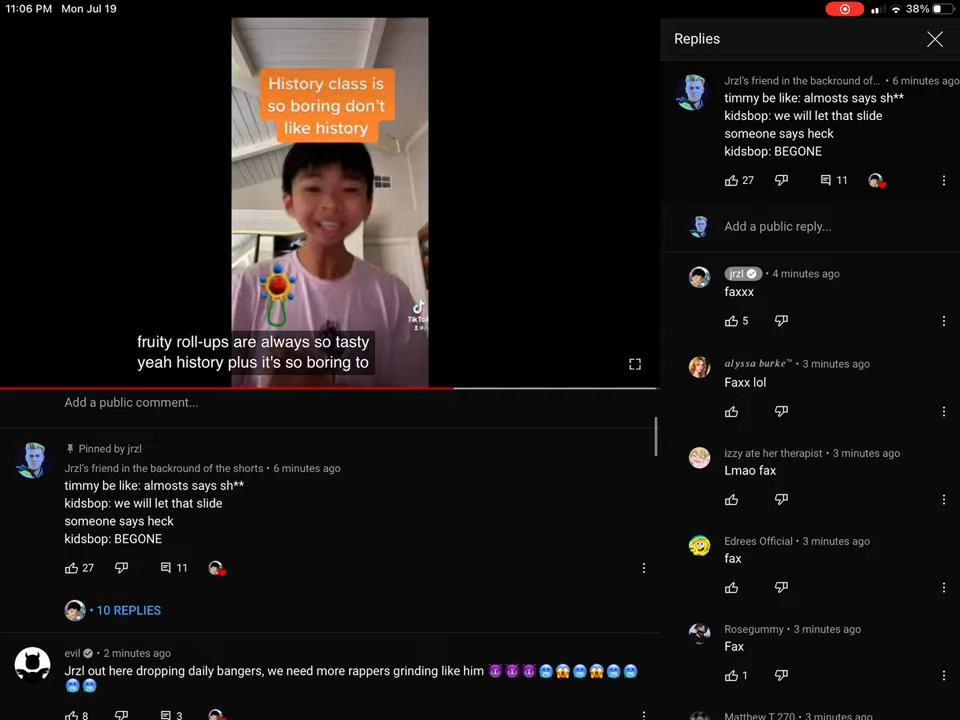 11:06 PM Mon Jul 19
38%
History class is
so boring don't
like history
TikTok
fruity roll-ups are always so tasty
yeah history plus it's so boring to
Add a public comment...
Pinned by jrzl
Jrzl's friend in the backround of the shorts • 6 minutes ago
timmy be like: almosts says sh**
kidsbop: we will let that slide
someone says heck
kidsbop: BEGONE
27 11
• 10 REPLIES
evil • 2 minutes ago
Jrzl out here dropping daily bangers, we need more rappers grinding like him 😈😈😈🥶😱🥶😱🥶🥶
🥶🥶
8 3
Replies
Jrzl's friend in the backround of... • 6 minutes ago
timmy be like: almosts says sh**
kidsbop: we will let that slide
someone says heck
kidsbop: BEGONE
27 11
Add a public reply...
jrzl • 4 minutes ago
faxxx
5
alyssa burke™ • 3 minutes ago
Faxx lol
izzy ate her therapist • 3 minutes ago
Lmao fax
Edrees Official • 3 minutes ago
fax
Rosegummy • 3 minutes ago
Fax
1
Matthew T 270 • 3 minutes ago